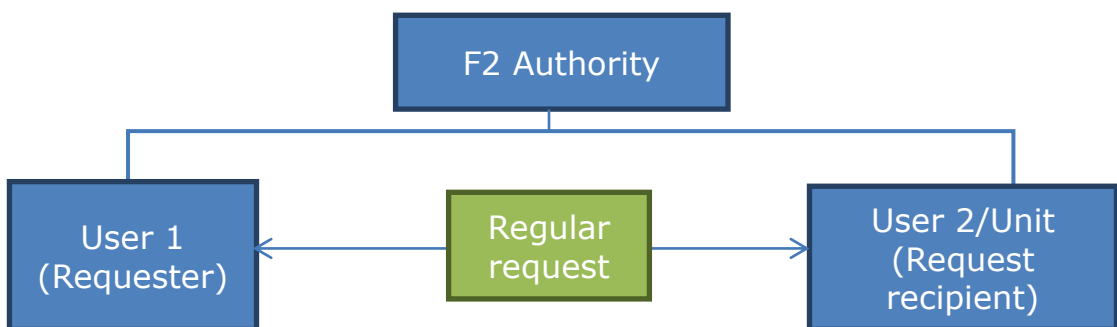 F2 Authority
User 1
(Requester)
Regular
request
User 2/Unit
(Request
recipient)